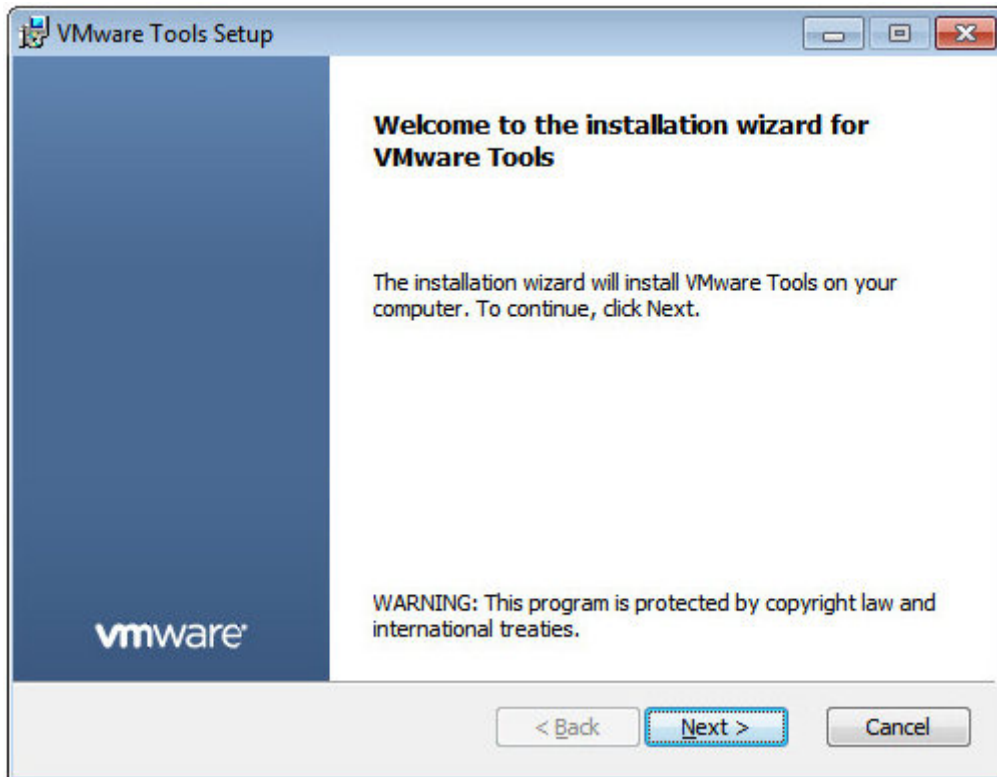 VMware Tools Setup
Welcome to the installation wizard for
VMware Tools
The installation wizard will install VMware Tools on your
computer. To continue, click Next.
WARNING: This program is protected by copyright law and
international treaties.
vmware®
< Back
Next >
Cancel